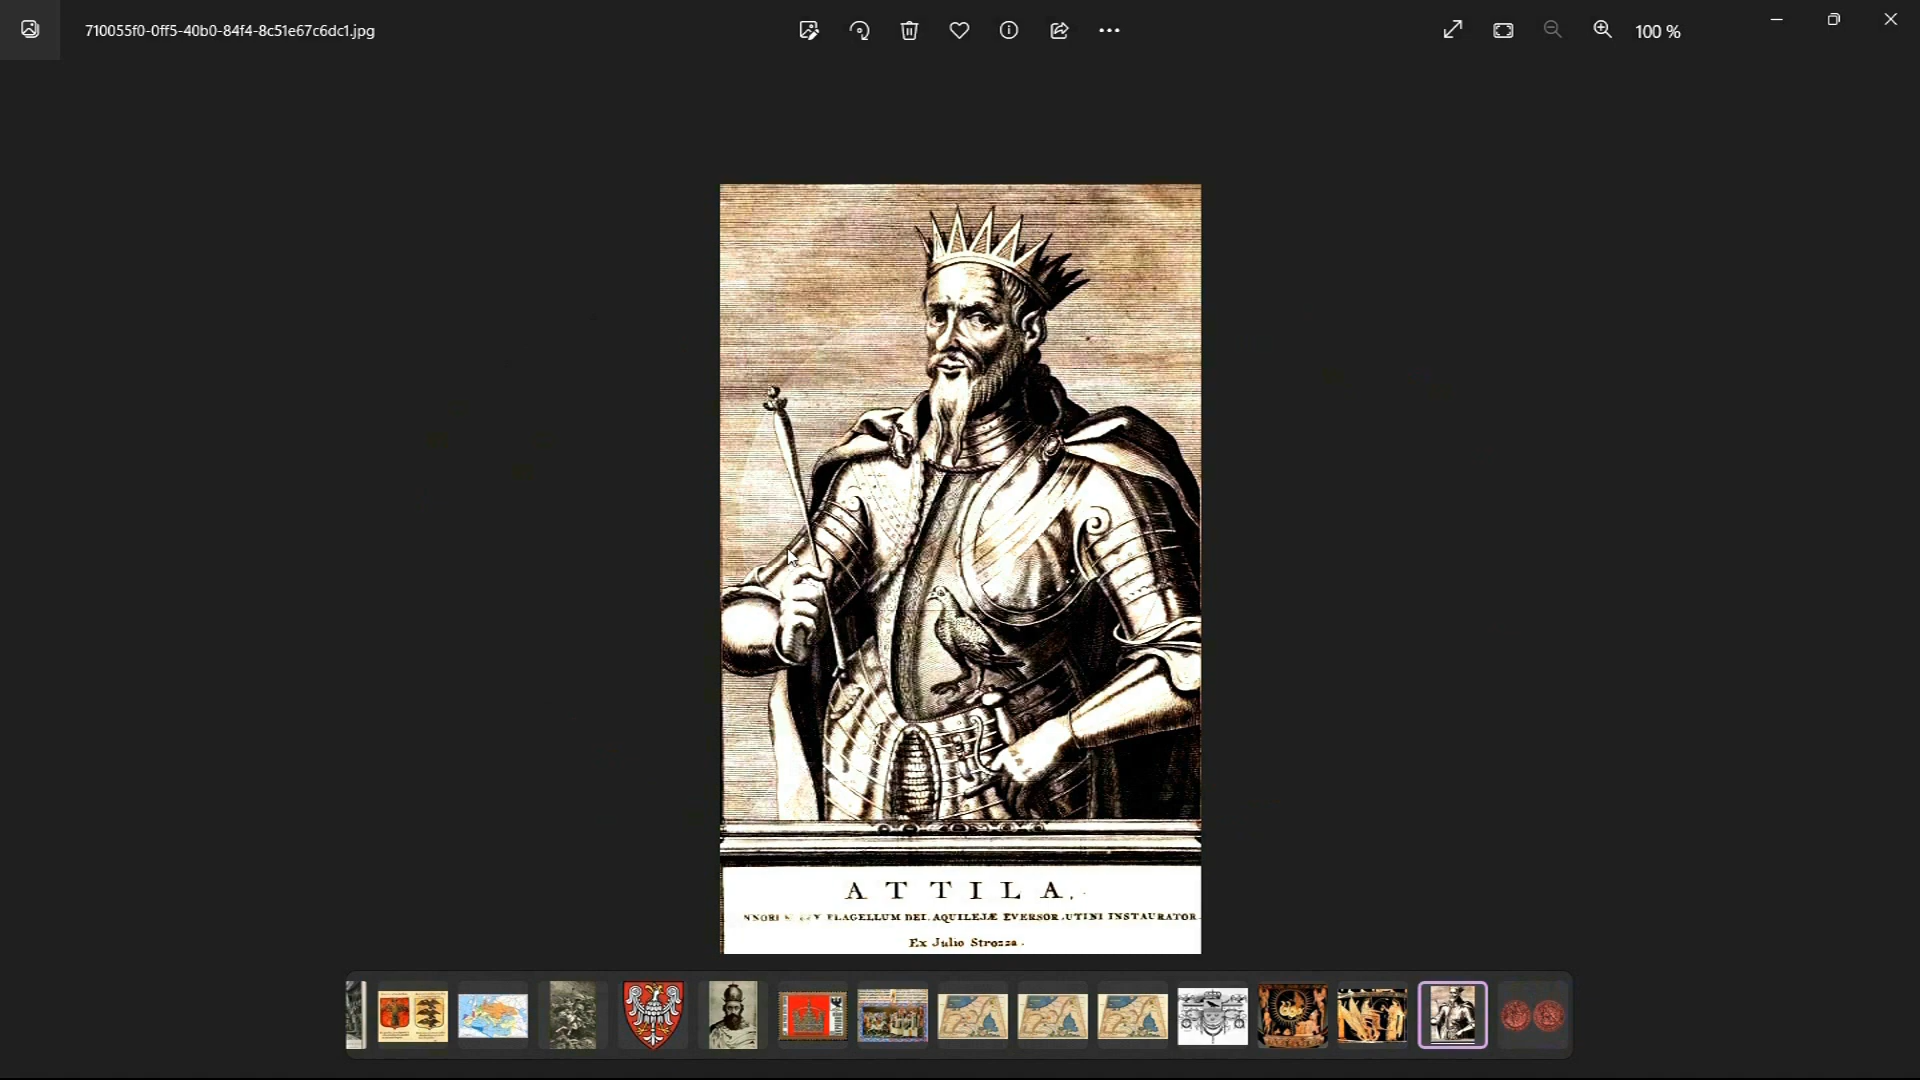 710055f0-0ff5-40b0-84f4-8c51e67c6dc1.jpg
100 %
ATTILA,
FLAGELLUM DEI. AQUILEJÆ EVERSOR. UTINI INSTAURATOR.
Ex Julio Strozza.